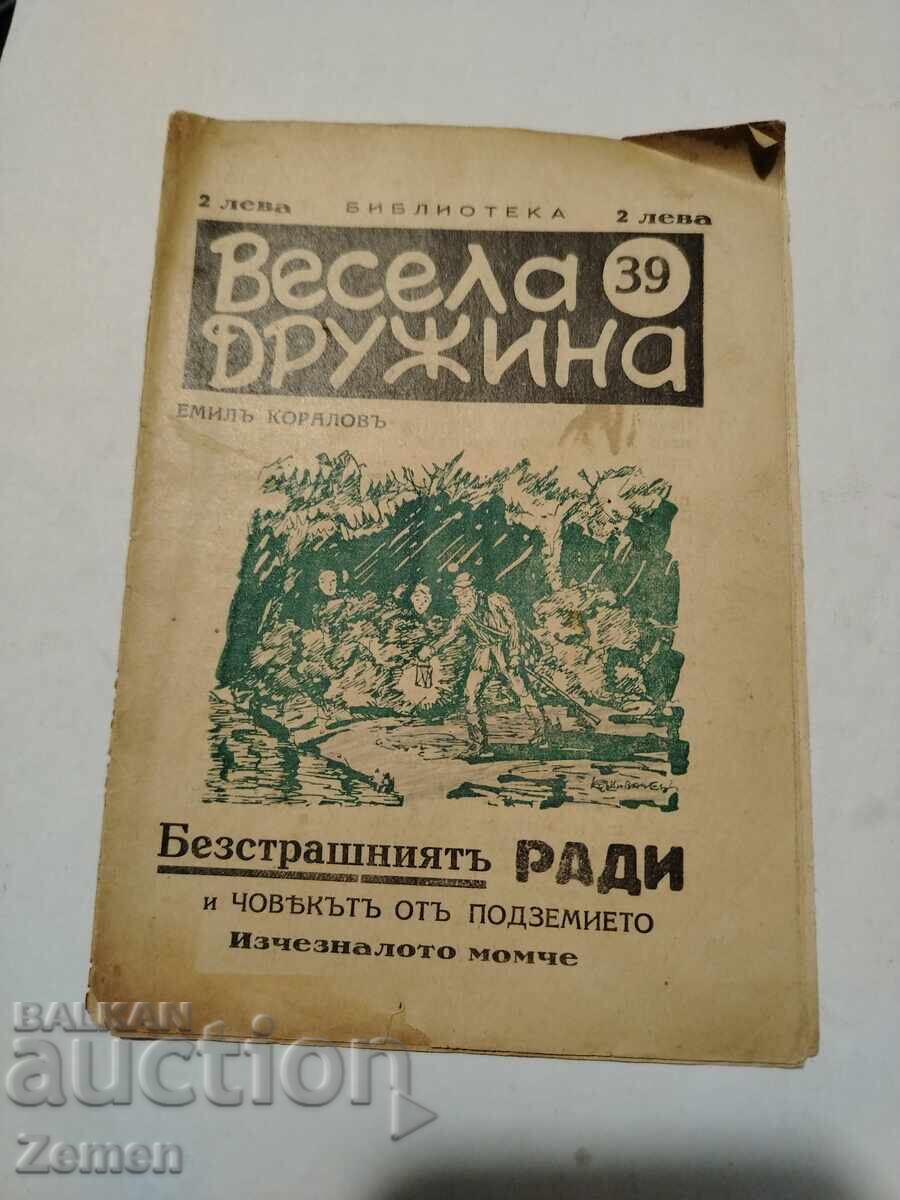 2 лева БИБЛИОТЕКА 2 лева
Весела 39
ДРУЖИНА
ЕМИЛЪ КОРАЛОВЪ
Безстрашниятъ РАДИ
и ЧОВѢКЪТЪ ОТЪ ПОДЗЕМИЕТО
Изчезналото момче
BALKAN
auction
Zemen